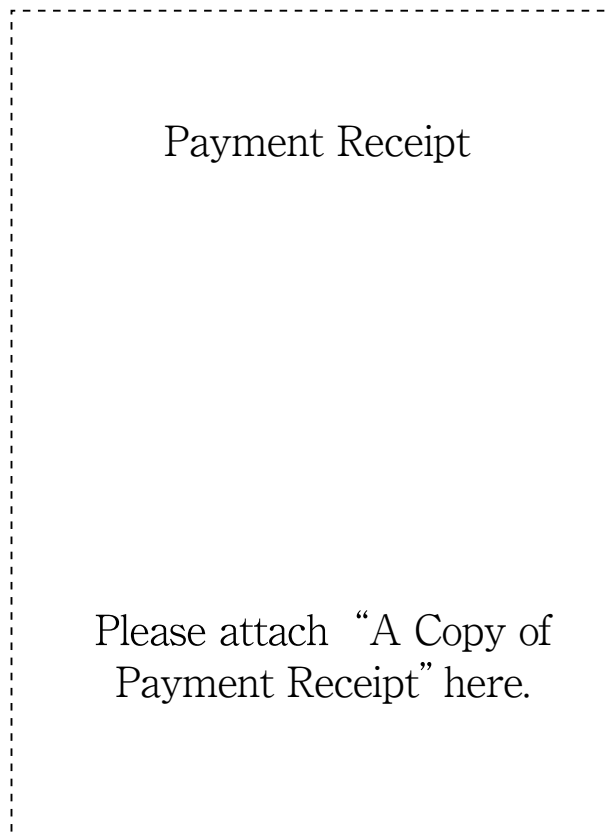 Payment Receipt
Please attach “A Copy of
Payment Receipt” here.